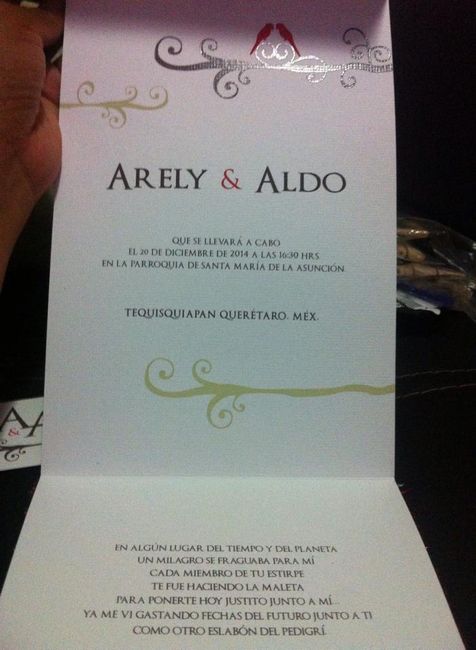 ARELY & ALDO
QUE SE LLEVARÁ A CABO
EL 20 DE DICIEMBRE DE 2014 A LAS 16:30 HRS.
EN LA PARROQUIA DE SANTA MARÍA DE LA ASUNCIÓN.
TEQUISQUIAPAN QUERÉTARO. MÉX.
A&A
EN ALGÚN LUGAR DEL TIEMPO Y DEL PLANETA
UN MILAGRO SE FRAGUABA PARA MÍ
CADA MIEMBRO DE TU ESTIRPE
TE FUE HACIENDO LA MALETA
PARA PONERTE HOY JUSTITO JUNTO A MÍ...
YA ME VI GASTANDO FECHAS DEL FUTURO JUNTO A TI
COMO OTRO ESLABÓN DEL PEDIGRÍ.